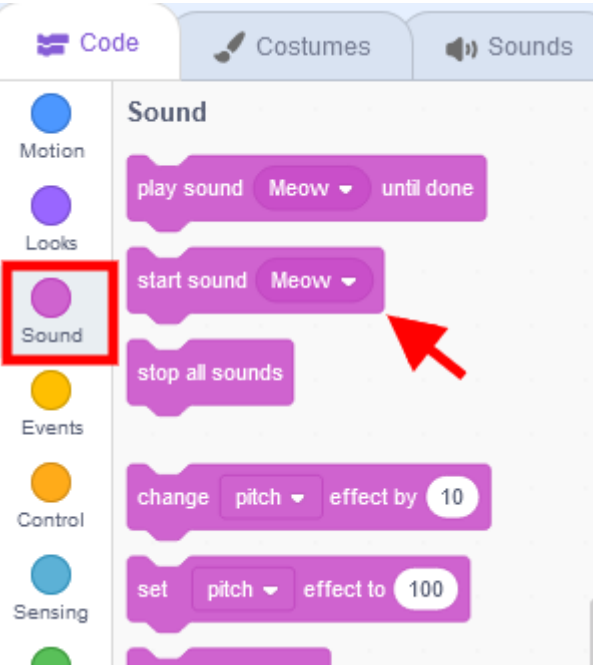 Code Costumes Sounds
Motion
Looks
Sound
Events
Control
Sensing
Sound
play sound Meow until done
start sound Meow
stop all sounds
change pitch effect by 10
set pitch effect to 100